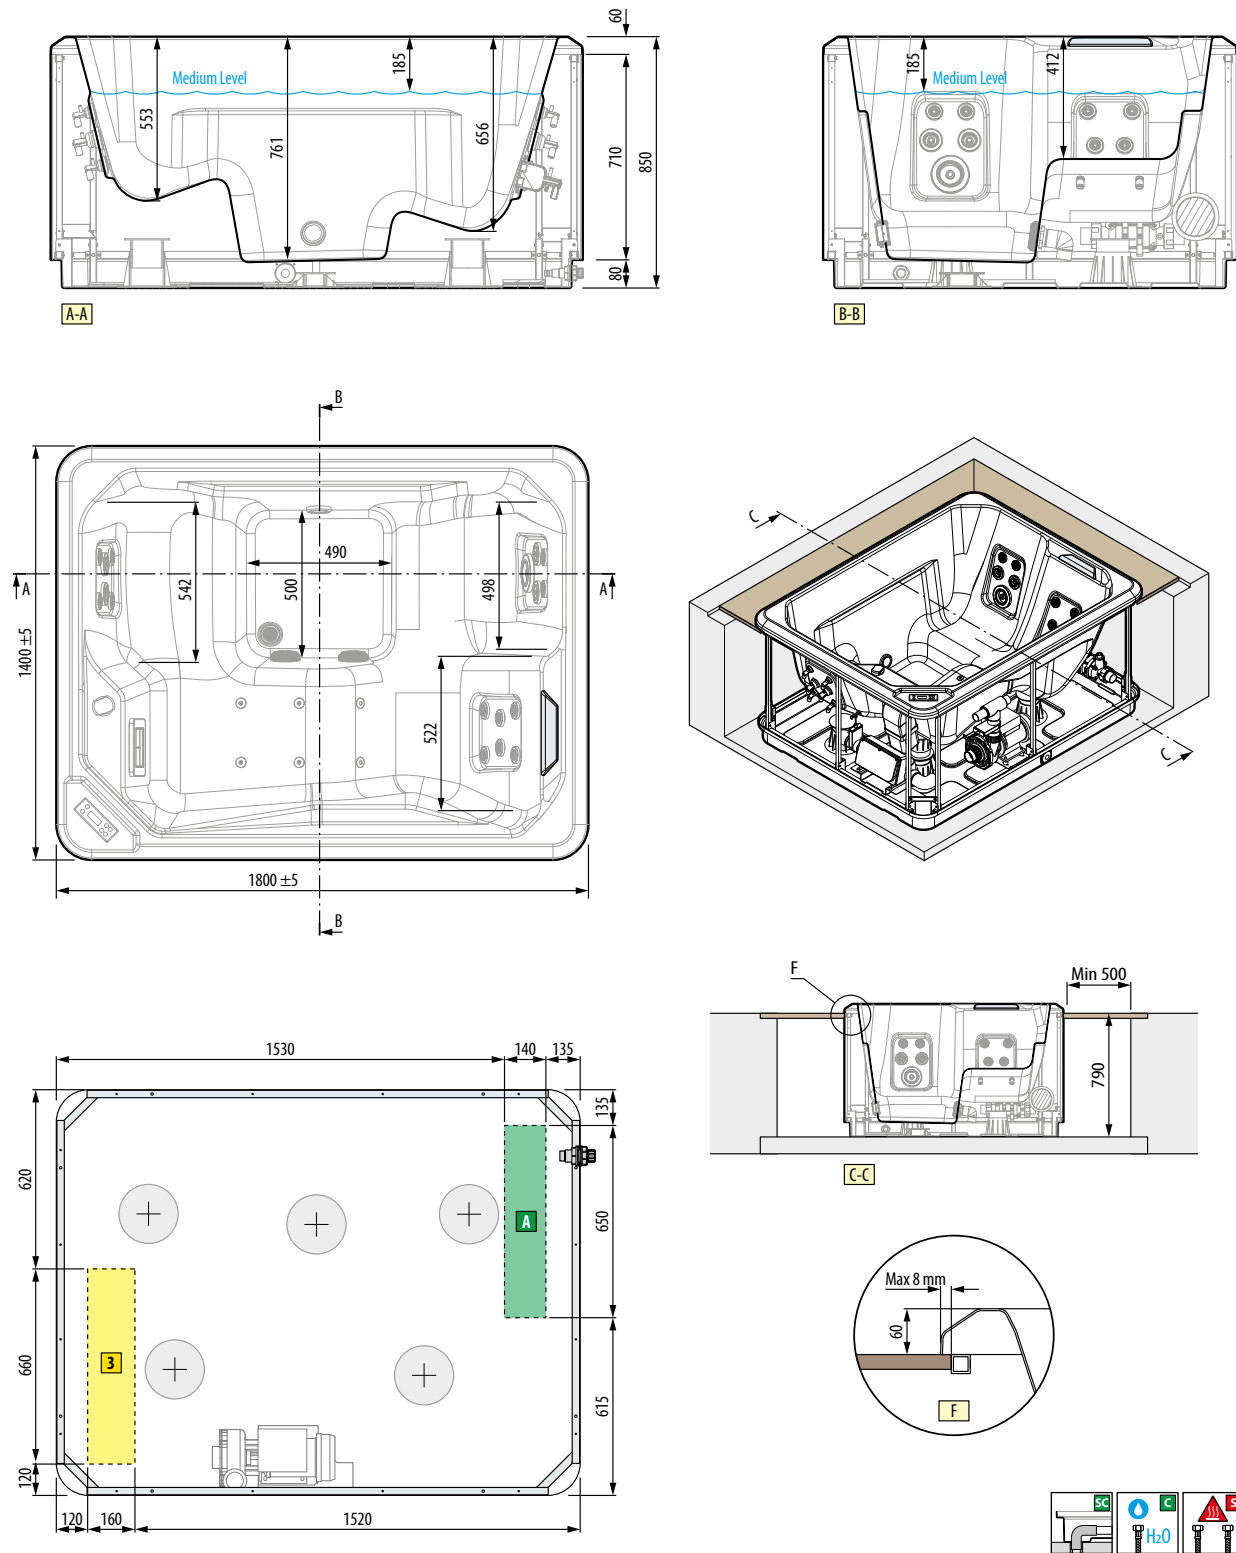 60
Medium Level
185
553
761
656
710
850
80
A-A
185
Medium Level
412
B-B
B
490
542
500
498
A
A
1400 ±5
522
1800 ±5
B
C
C
1530
140
135
135
620
A
650
3
660
615
120
120
160
1520
F
Min 500
790
C-C
Max 8 mm
60
F
SC
C
H₂O
S